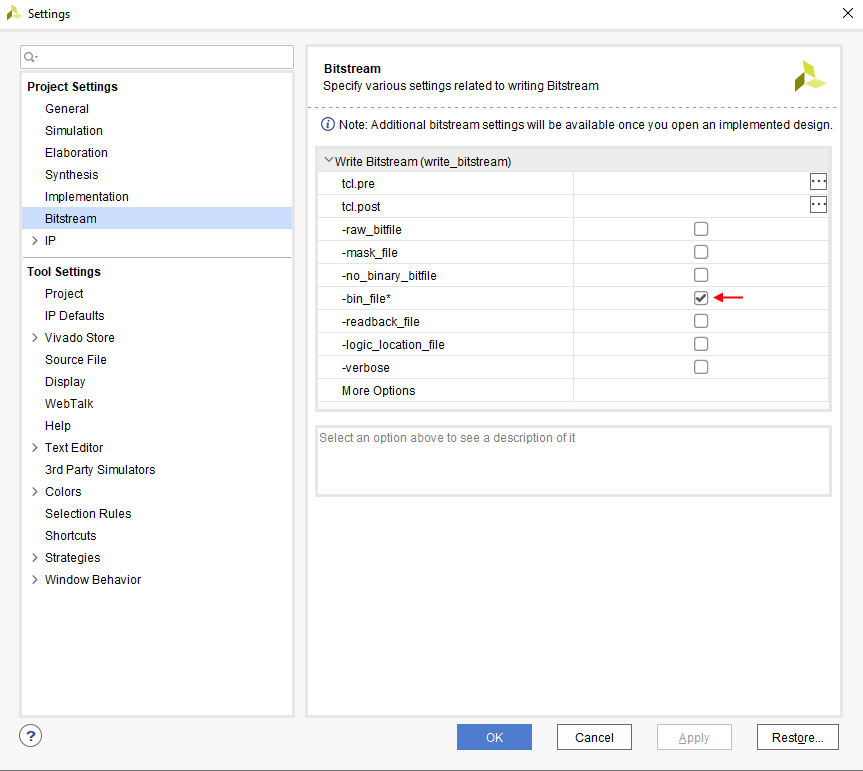 Settings
Project Settings
General
Simulation
Elaboration
Synthesis
Implementation
Bitstream
IP
Tool Settings
Project
IP Defaults
Vivado Store
Source File
Display
WebTalk
Help
Text Editor
3rd Party Simulators
Colors
Selection Rules
Shortcuts
Strategies
Window Behavior
Bitstream
Specify various settings related to writing Bitstream
Note: Additional bitstream settings will be available once you open an implemented design.
Write Bitstream (write_bitstream)
tcl.pre
tcl.post
-raw_bitfile
-mask_file
-no_binary_bitfile
-bin_file*
-readback_file
-logic_location_file
-verbose
More Options
Select an option above to see a description of it
? OK Cancel Apply Restore...